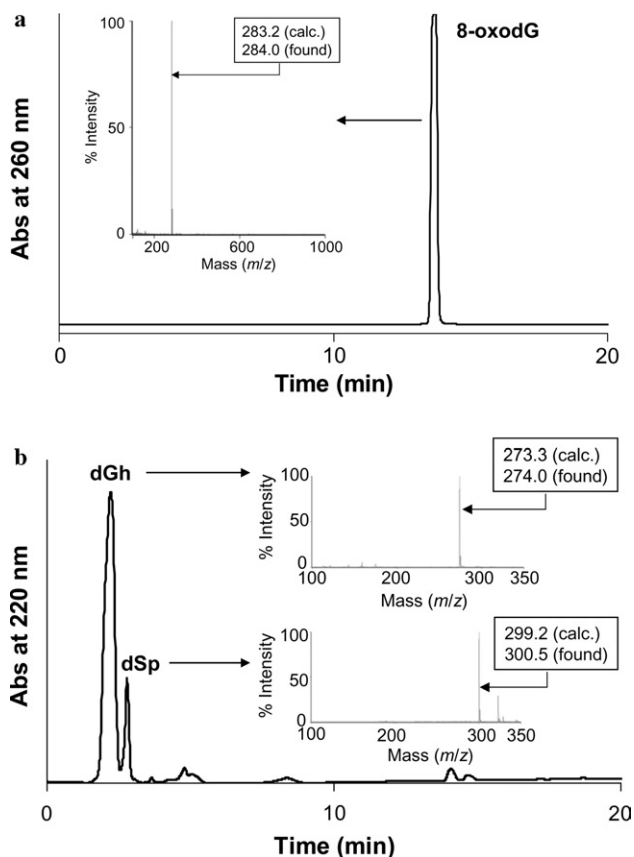 a
100
50
0
% Intensity
283.2 (calc.)
284.0 (found)
200 600 1000
Mass (m/z)
8-oxodG
Abs at 260 nm
0 10 20
Time (min)
b
dGh
dSp
100
50
0
% Intensity
273.3 (calc.)
274.0 (found)
100 200 300 350
Mass (m/z)
100
50
0
% Intensity
299.2 (calc.)
300.5 (found)
100 200 300 350
Mass (m/z)
Abs at 220 nm
0 10 20
Time (min)